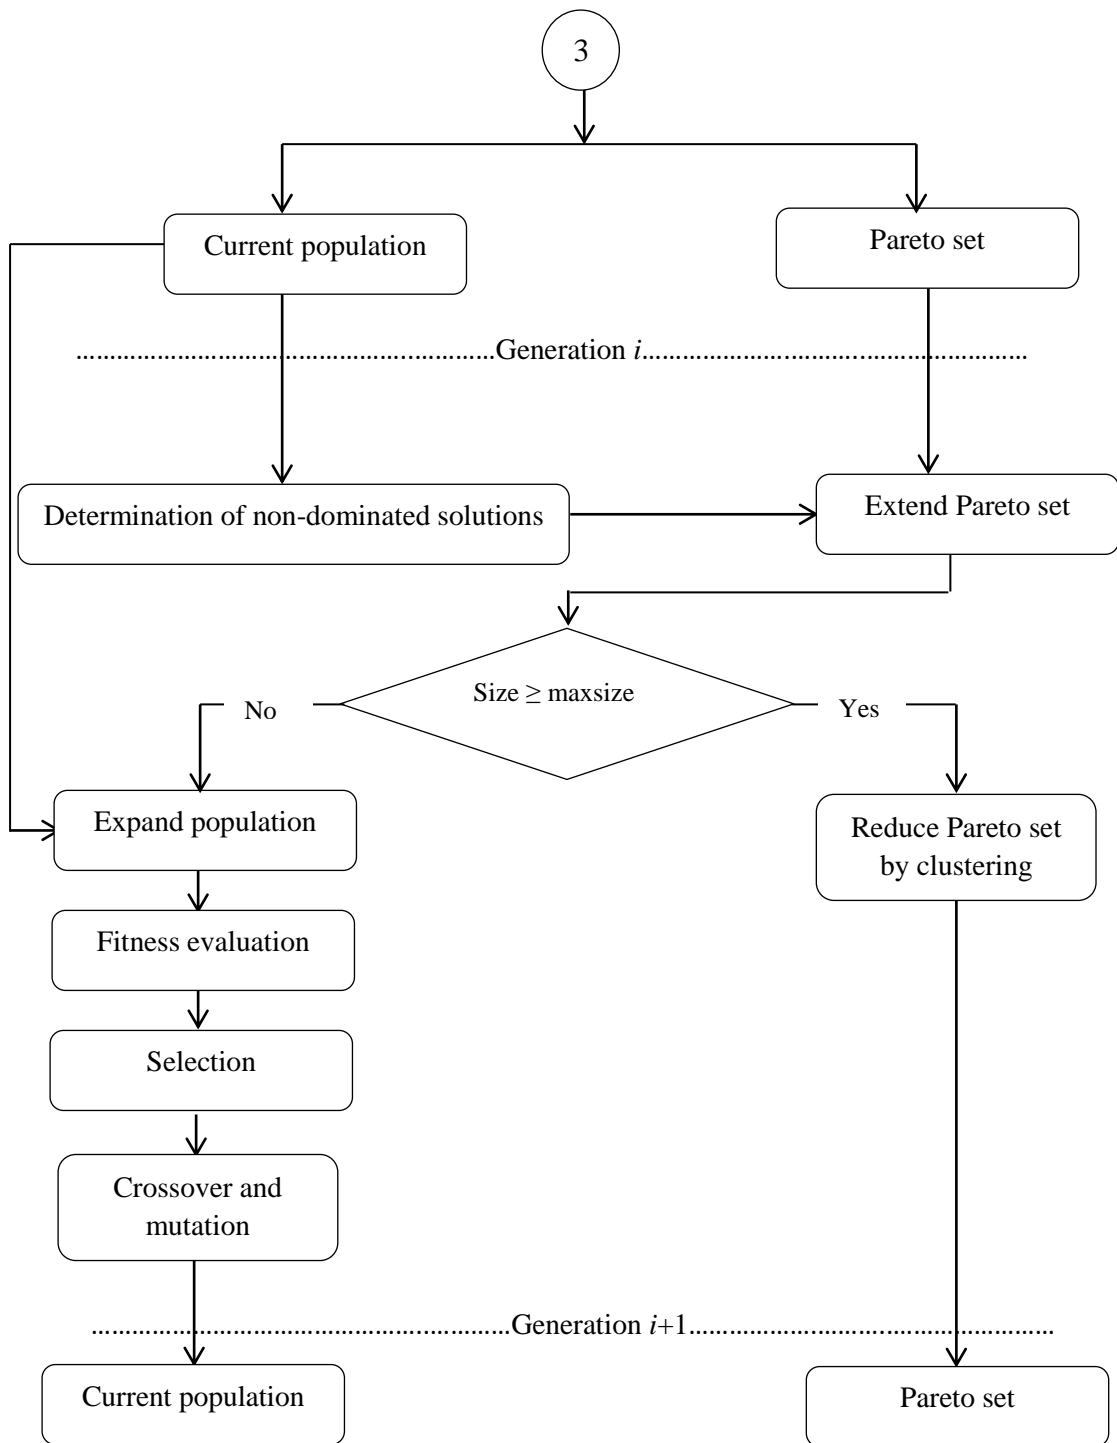 3
Current population
Pareto set
................................................Generation i................................................
Determination of non-dominated solutions
Extend Pareto set
Size ≥ maxsize
No
Yes
Expand population
Reduce Pareto set
by clustering
Fitness evaluation
Selection
Crossover and
mutation
................................................Generation i+1................................................
Current population
Pareto set